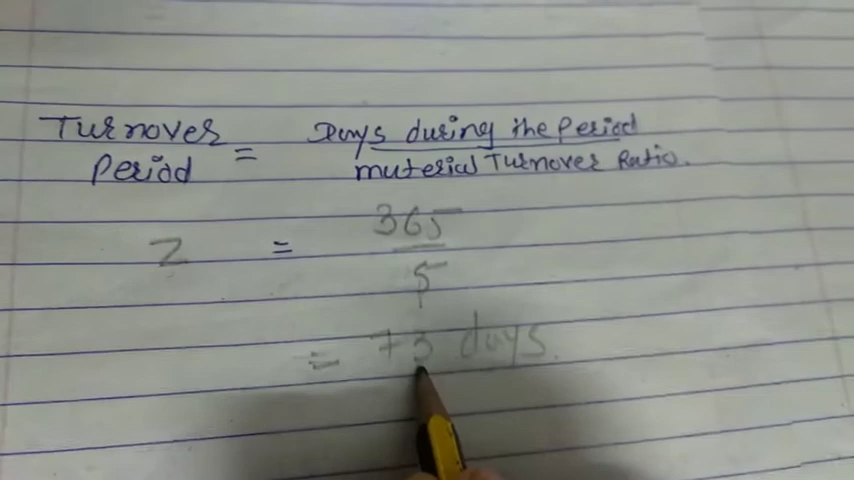 Turnover Period = Days during the Period
material Turnover Ratio.
Z = 365
5
= 73 days.